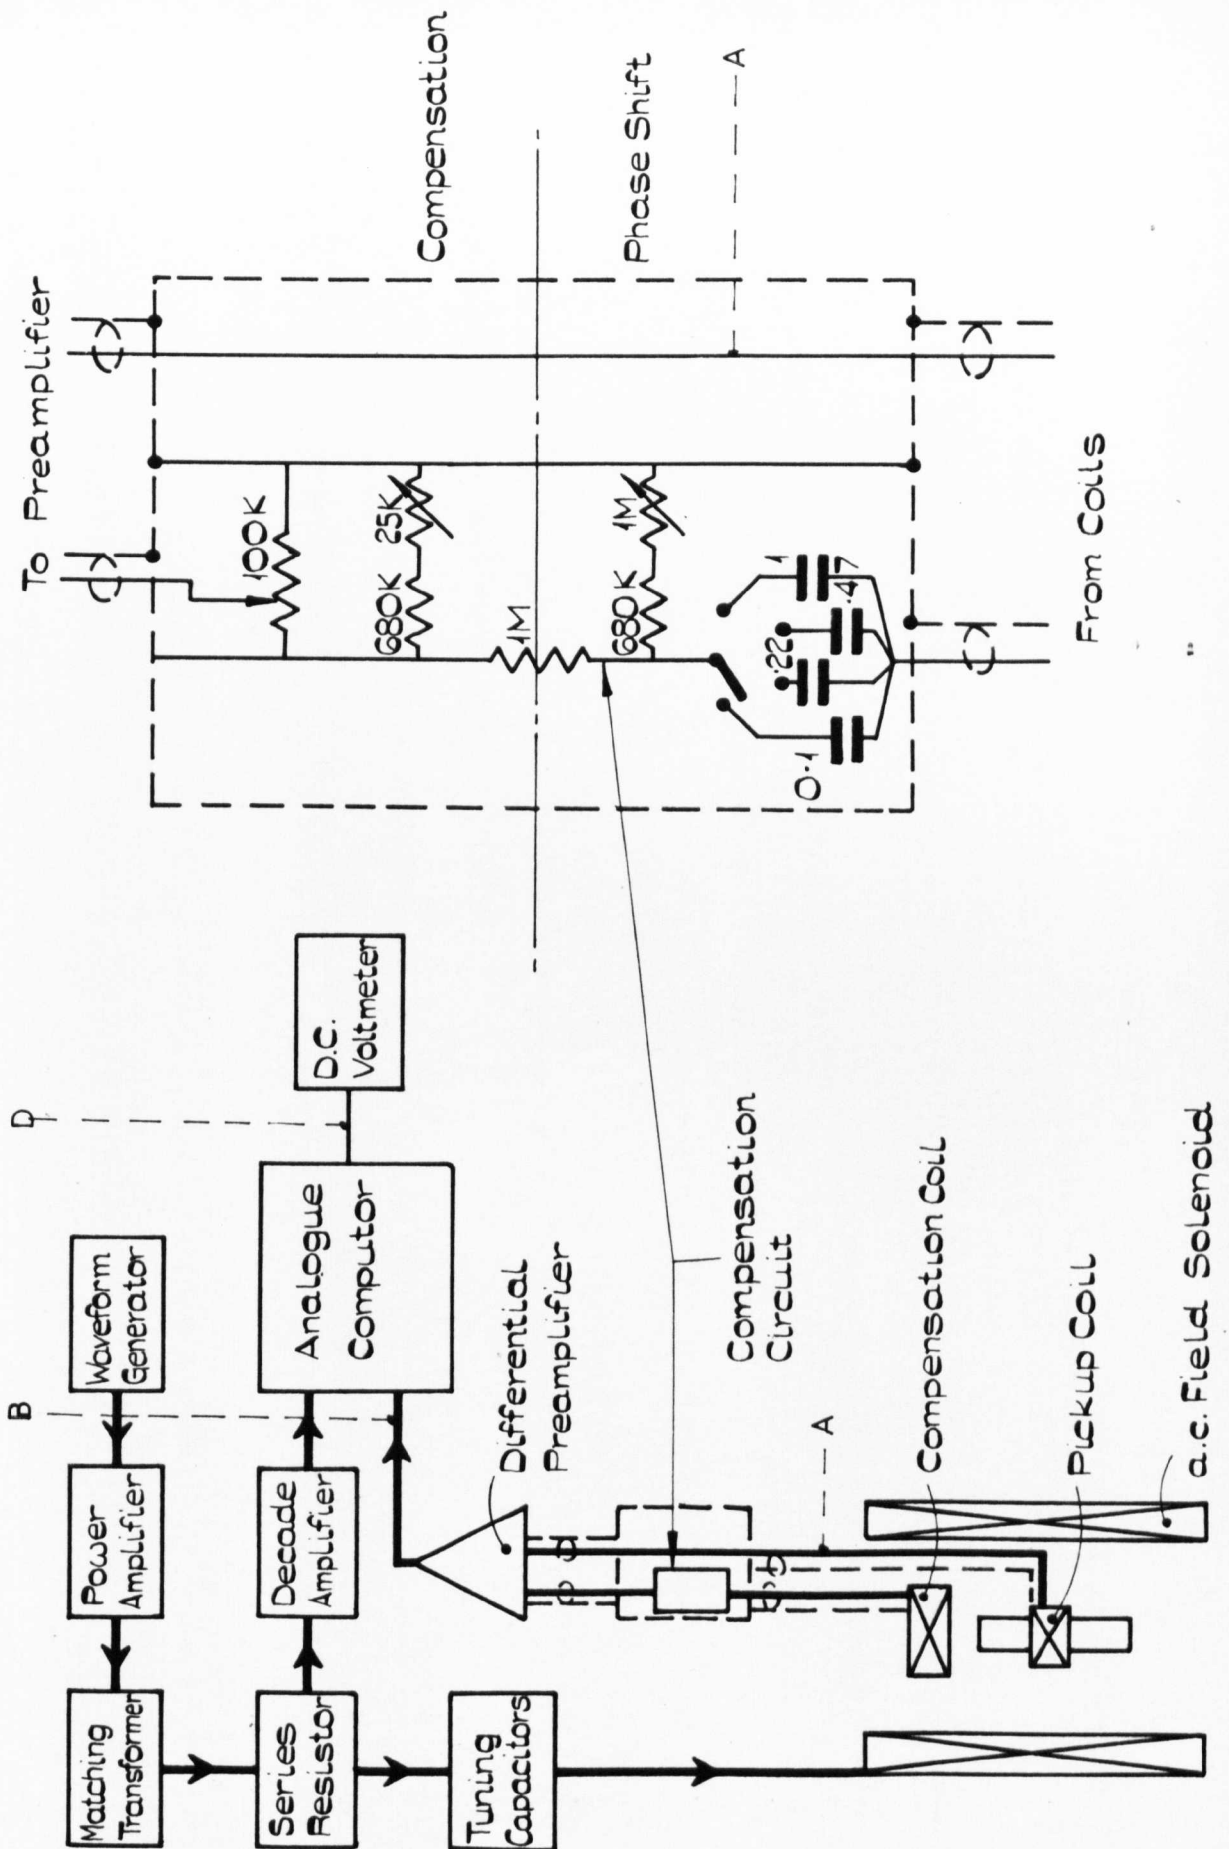 To Preamplifier
100K
680K
25K
1M
680K
1M
0.1
.22
.47
1
From Coils
Compensation
Phase Shift
A
Waveform
Generator
Power
Amplifier
Matching
Transformer
Series
Resistor
Tuning
Capacitors
Decade
Amplifier
Analogue
Computor
D.C.
Voltmeter
B
D
Differential
Preamplifier
Compensation
Circuit
A
Compensation Coil
Pickup Coil
a.c. Field Solenoid